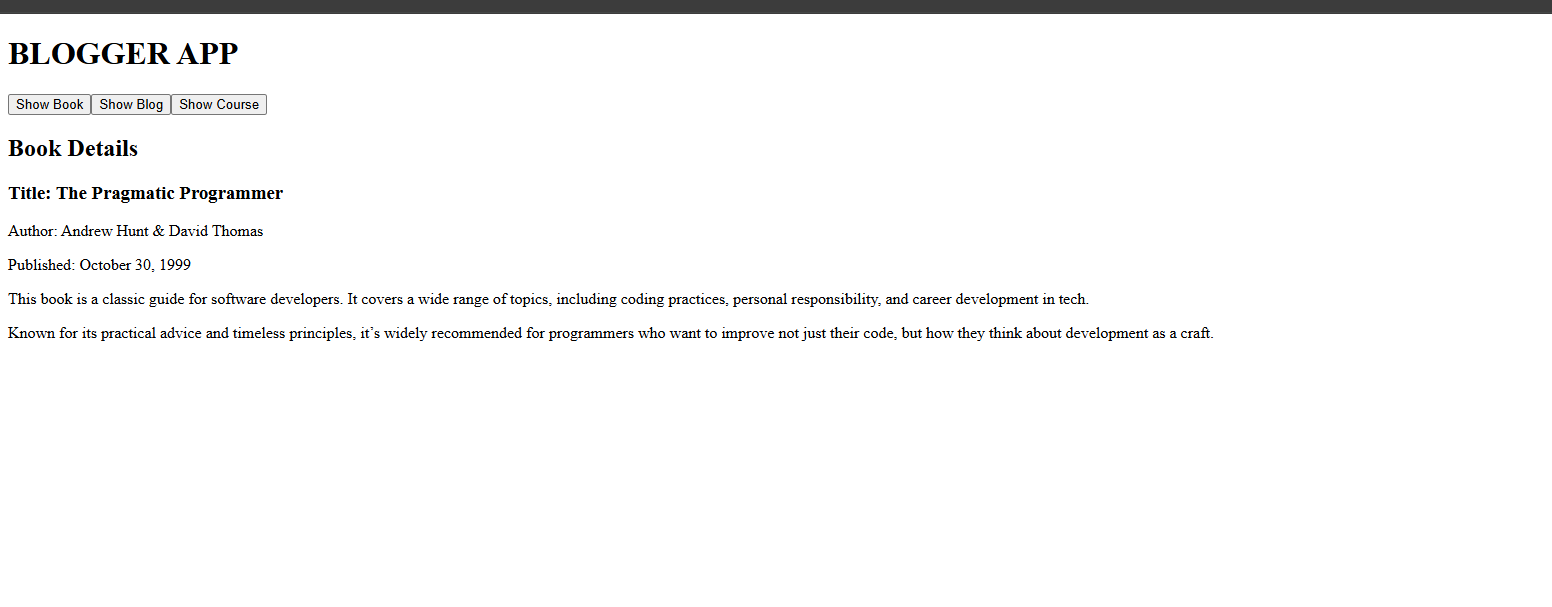 BLOGGER APP
Show Book Show Blog Show Course
Book Details
Title: The Pragmatic Programmer
Author: Andrew Hunt & David Thomas
Published: October 30, 1999
This book is a classic guide for software developers. It covers a wide range of topics, including coding practices, personal responsibility, and career development in tech.
Known for its practical advice and timeless principles, it’s widely recommended for programmers who want to improve not just their code, but how they think about development as a craft.